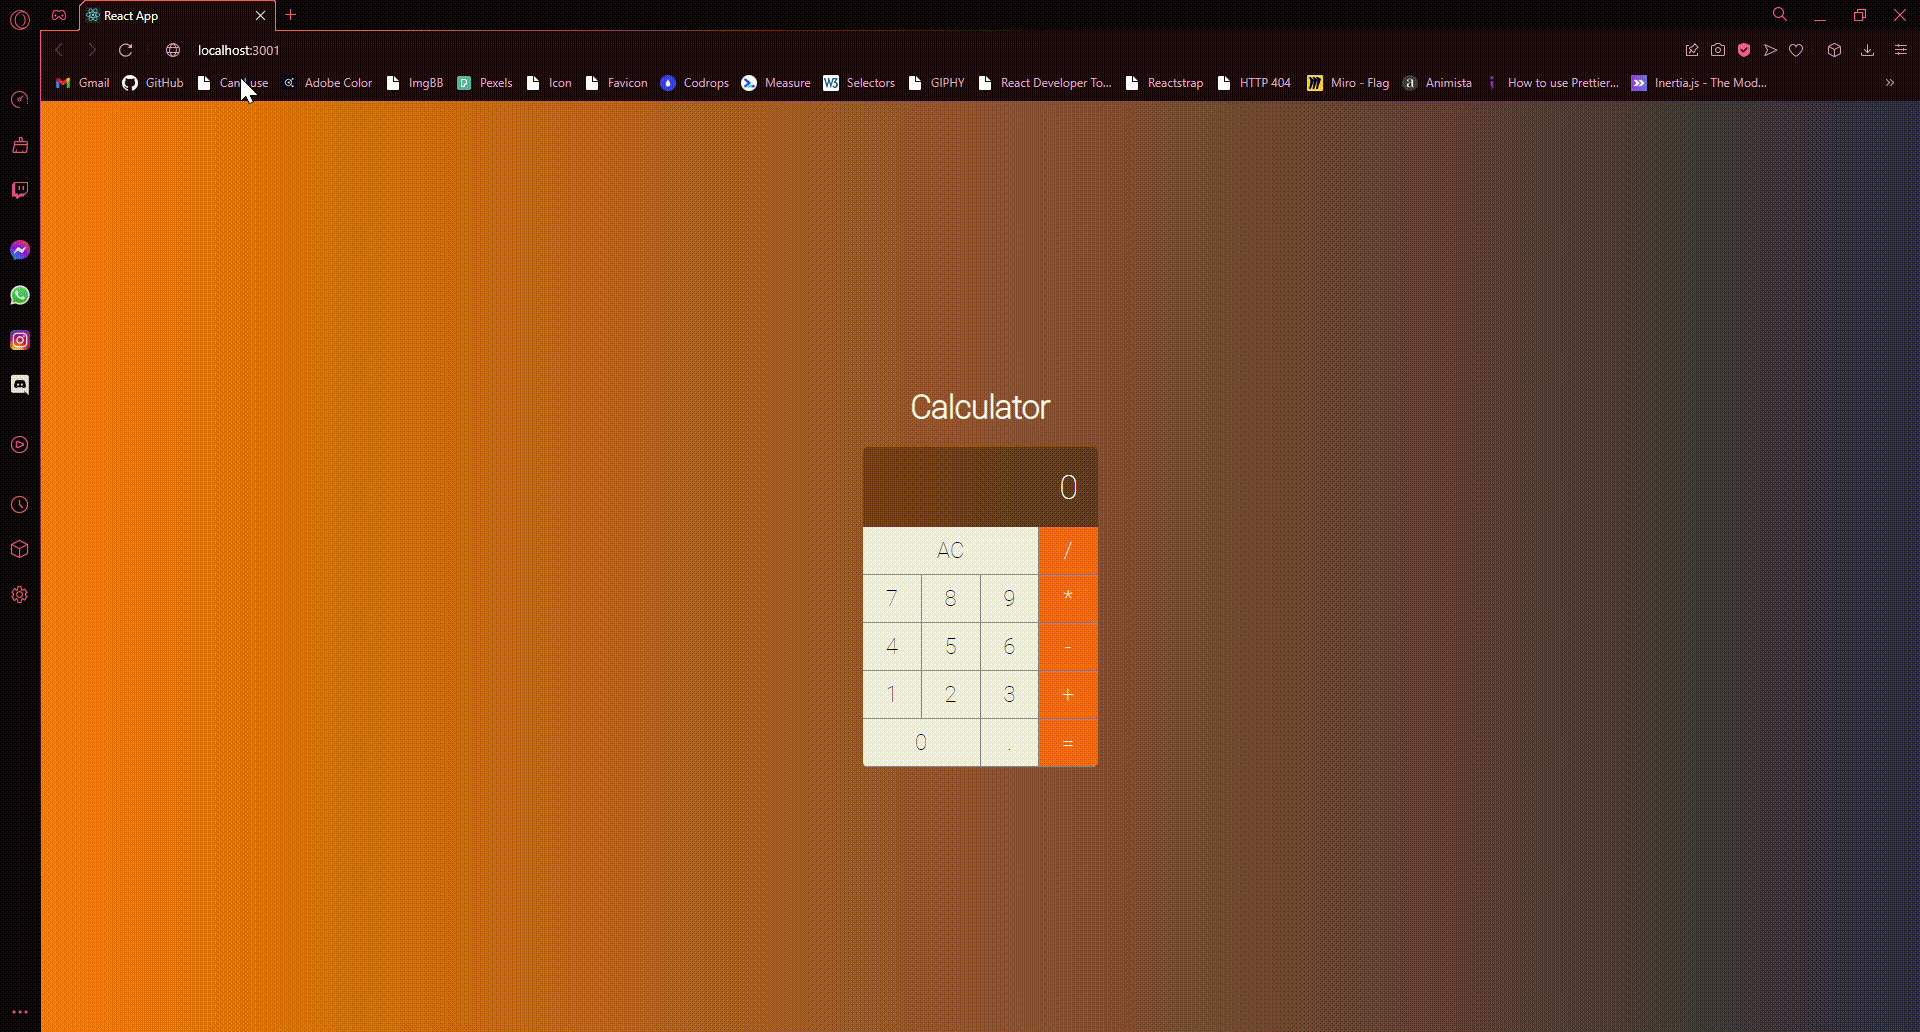 React App
localhost:3001
Gmail GitHub Can I use Adobe Color ImgBB Pexels Icon Favicon Codrops Measure Selectors GIPHY React Developer To... Reactstrap HTTP 404 Miro - Flag Animista How to use Prettier... Inertia.js - The Mod... »
Calculator
0
AC /
7 8 9 *
4 5 6 -
1 2 3 +
0 . =